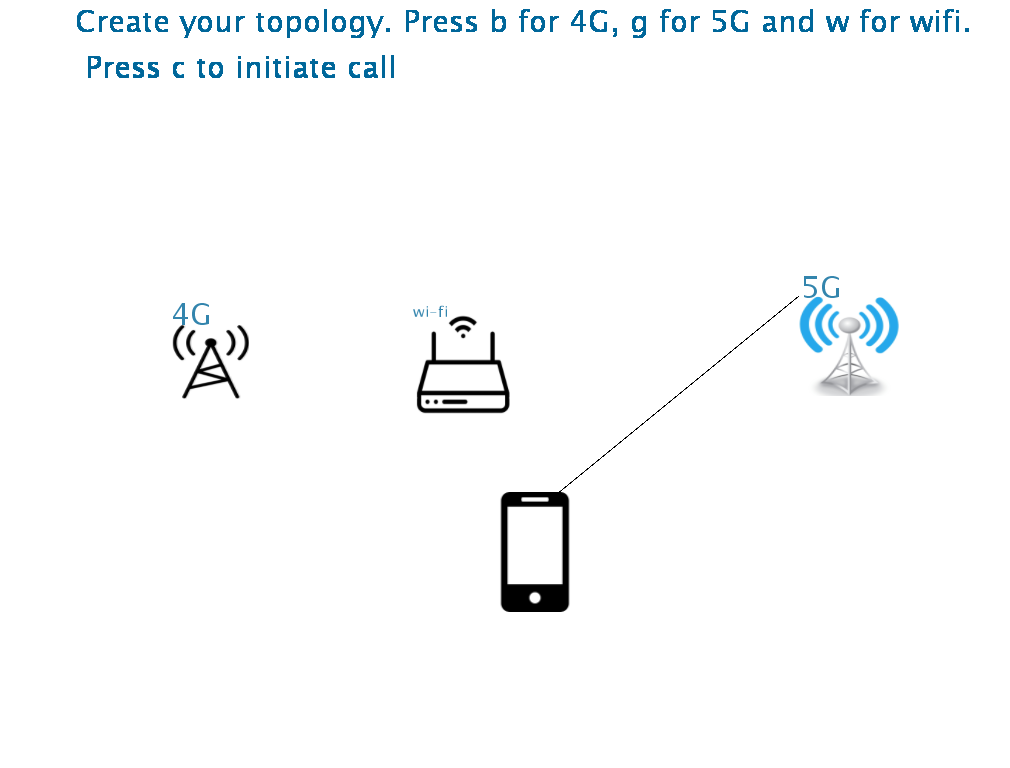 Create your topology. Press b for 4G, g for 5G and w for wifi.
Press c to initiate call
5G
4G
wi-fi